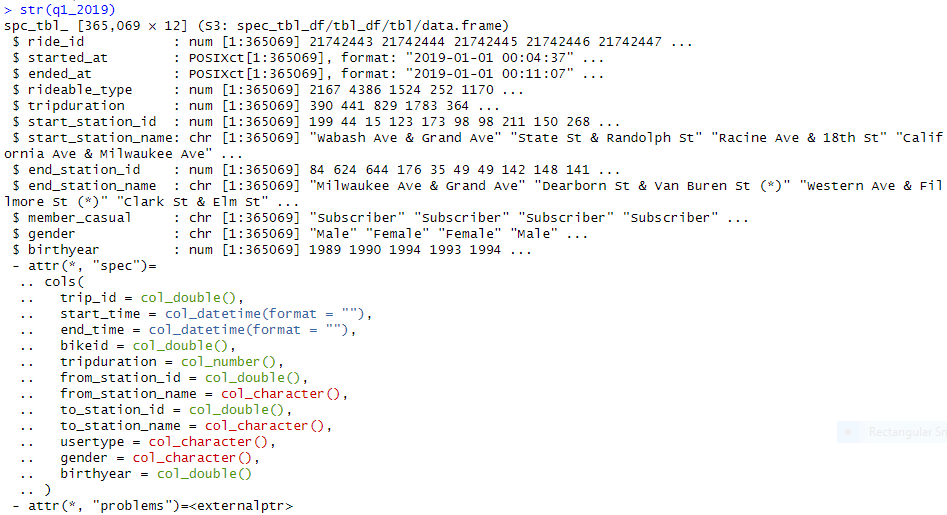 > str(q1_2019)
spc_tbl_ [365,069 × 12] (S3: spec_tbl_df/tbl_df/tbl/data.frame)
 $ ride_id           : num [1:365069] 21742443 21742444 21742445 21742446 21742447 ...
 $ started_at        : POSIXct[1:365069], format: "2019-01-01 00:04:37" ...
 $ ended_at          : POSIXct[1:365069], format: "2019-01-01 00:11:07" ...
 $ rideable_type     : num [1:365069] 2167 4386 1524 252 1170 ...
 $ tripduration      : num [1:365069] 390 441 829 1783 364 ...
 $ start_station_id  : num [1:365069] 199 44 15 123 173 98 98 211 150 268 ...
 $ start_station_name: chr [1:365069] "Wabash Ave & Grand Ave" "State St & Randolph St" "Racine Ave & 18th St" "Calif
ornia Ave & Milwaukee Ave" ...
 $ end_station_id    : num [1:365069] 84 624 644 176 35 49 49 142 148 141 ...
 $ end_station_name  : chr [1:365069] "Milwaukee Ave & Grand Ave" "Dearborn St & Van Buren St (*)" "Western Ave & Fil
lmore St (*)" "Clark St & Elm St" ...
 $ member_casual     : chr [1:365069] "Subscriber" "Subscriber" "Subscriber" "Subscriber" ...
 $ gender            : chr [1:365069] "Male" "Female" "Female" "Male" ...
 $ birthyear         : num [1:365069] 1989 1990 1994 1993 1994 ...
 - attr(*, "spec")=
  .. cols(
  ..   trip_id = col_double(),
  ..   start_time = col_datetime(format = ""),
  ..   end_time = col_datetime(format = ""),
  ..   bikeid = col_double(),
  ..   tripduration = col_number(),
  ..   from_station_id = col_double(),
  ..   from_station_name = col_character(),
  ..   to_station_id = col_double(),
  ..   to_station_name = col_character(),
  ..   usertype = col_character(),
  ..   gender = col_character(),
  ..   birthyear = col_double()
  .. )
 - attr(*, "problems")=<externalptr>
Rectangular Sn